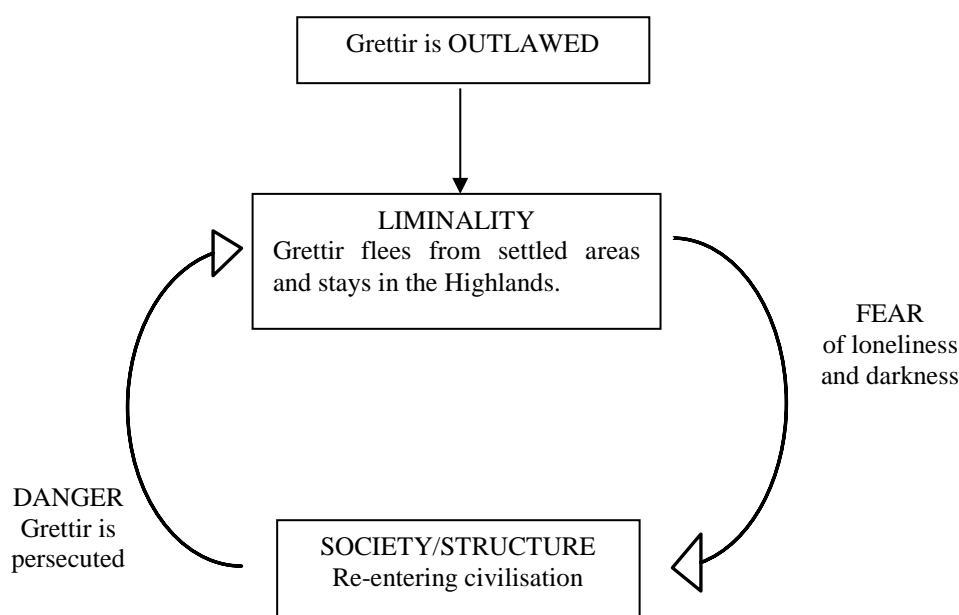 Grettir is OUTLAWED
LIMINALITY
Grettir flees from settled areas
and stays in the Highlands.
FEAR
of loneliness
and darkness
DANGER
Grettir is
persecuted
SOCIETY/STRUCTURE
Re-entering civilisation